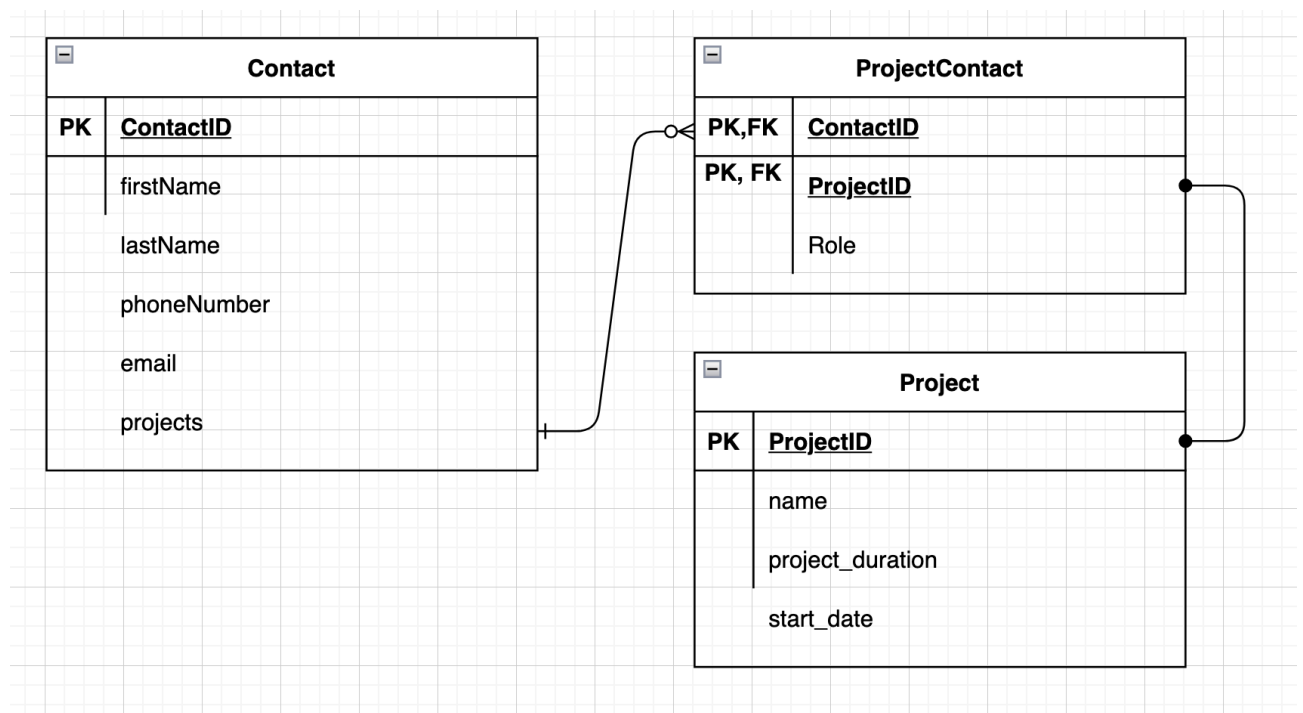 Contact
PK ContactID
firstName
lastName
phoneNumber
email
projects
ProjectContact
PK,FK ContactID
PK, FK ProjectID
Role
Project
PK ProjectID
name
project_duration
start_date